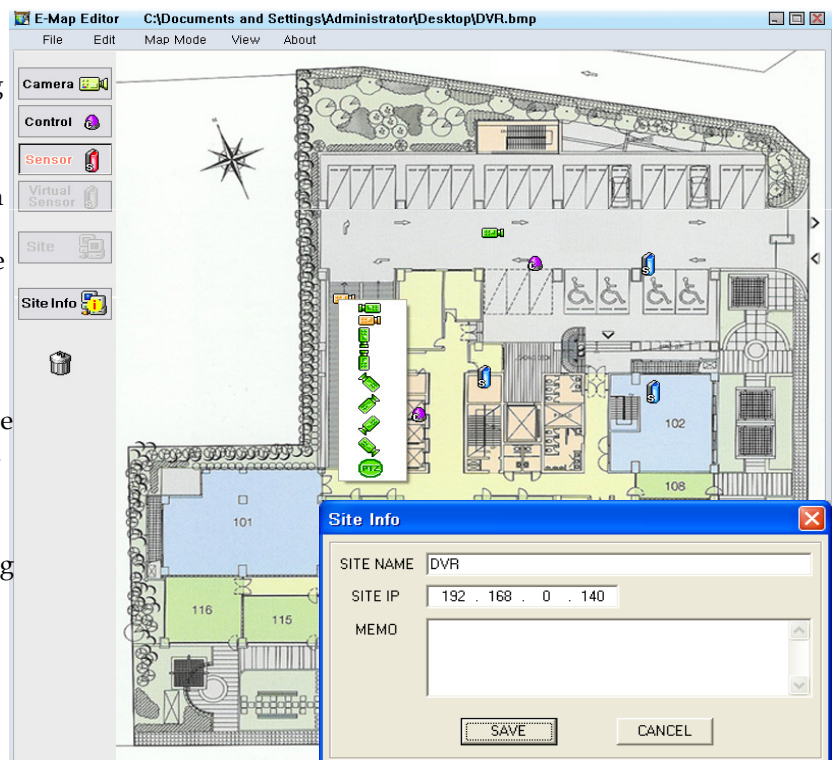 E-Map Editor C:\Documents and Settings\Administrator\Desktop\DVR.bmp
File Edit Map Mode View About
Camera
Control
Sensor
Virtual
Sensor
Site
Site Info
PTZ
102
108
101
116
115
Site Info
SITE NAME DVR
SITE IP 192 . 168 . 0 . 140
MEMO
SAVE CANCEL